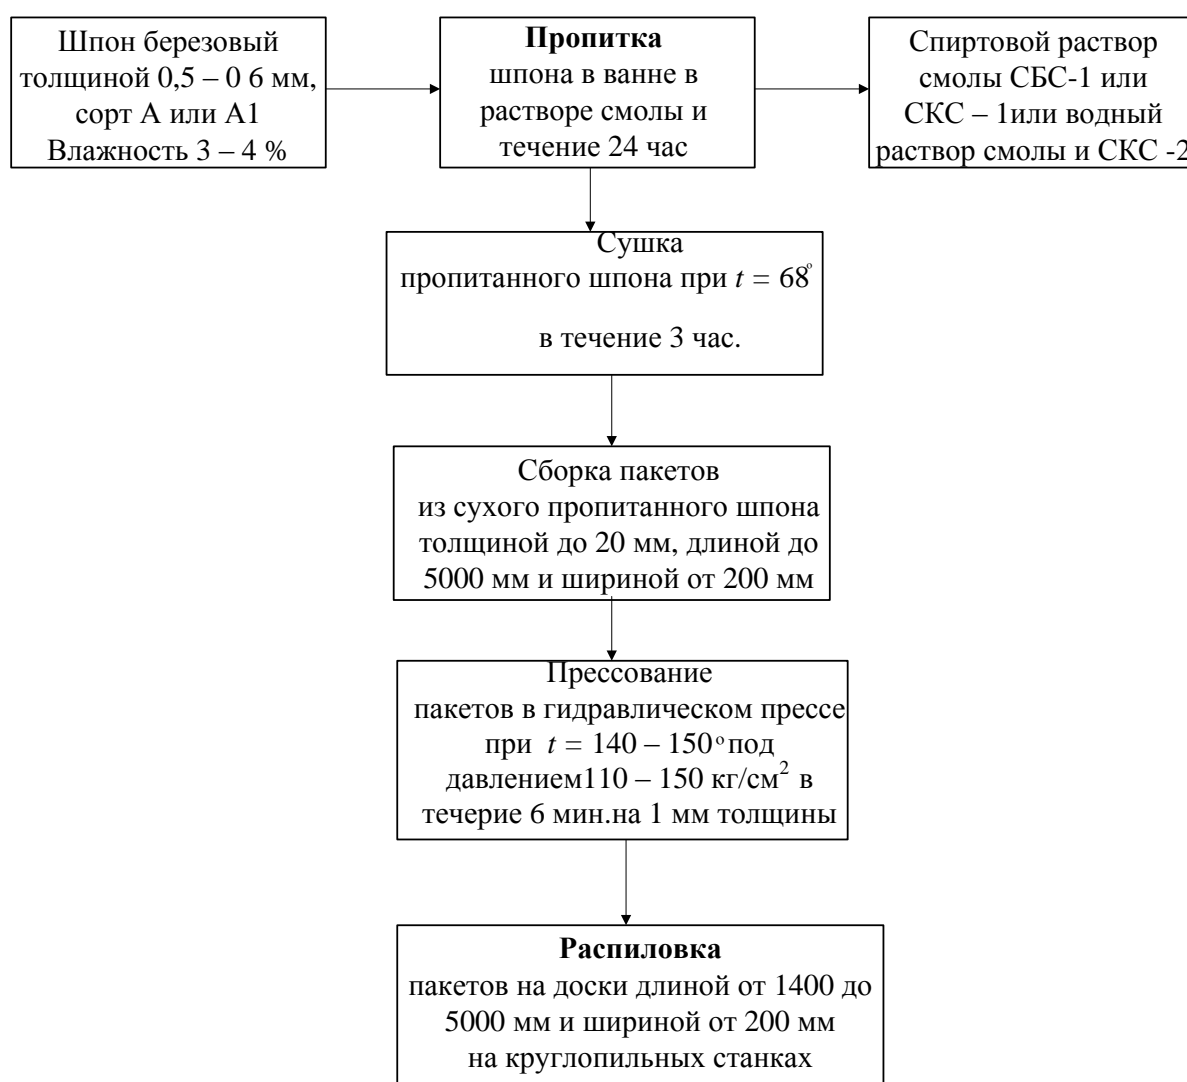 Шпон березовый
толщиной 0,5 – 0 6 мм,
сорт А или А1
Влажность 3 – 4 %
Пропитка
шпона в ванне в
растворе смолы и
течение 24 час
Спиртовой раствор
смолы СБС-1 или
СКС – 1или водный
раствор смолы и СКС -2
Сушка
пропитанного шпона при t = 68°
в течение 3 час.
Сборка пакетов
из сухого пропитанного шпона
толщиной до 20 мм, длиной до
5000 мм и шириной от 200 мм
Прессование
пакетов в гидравлическом прессе
при t = 140 – 150° под
давлением110 – 150 кг/см²  в
течерие 6 мин.на 1 мм толщины
Распиловка
пакетов на доски длиной от 1400 до
5000 мм и шириной от 200 мм
на круглопильных станках